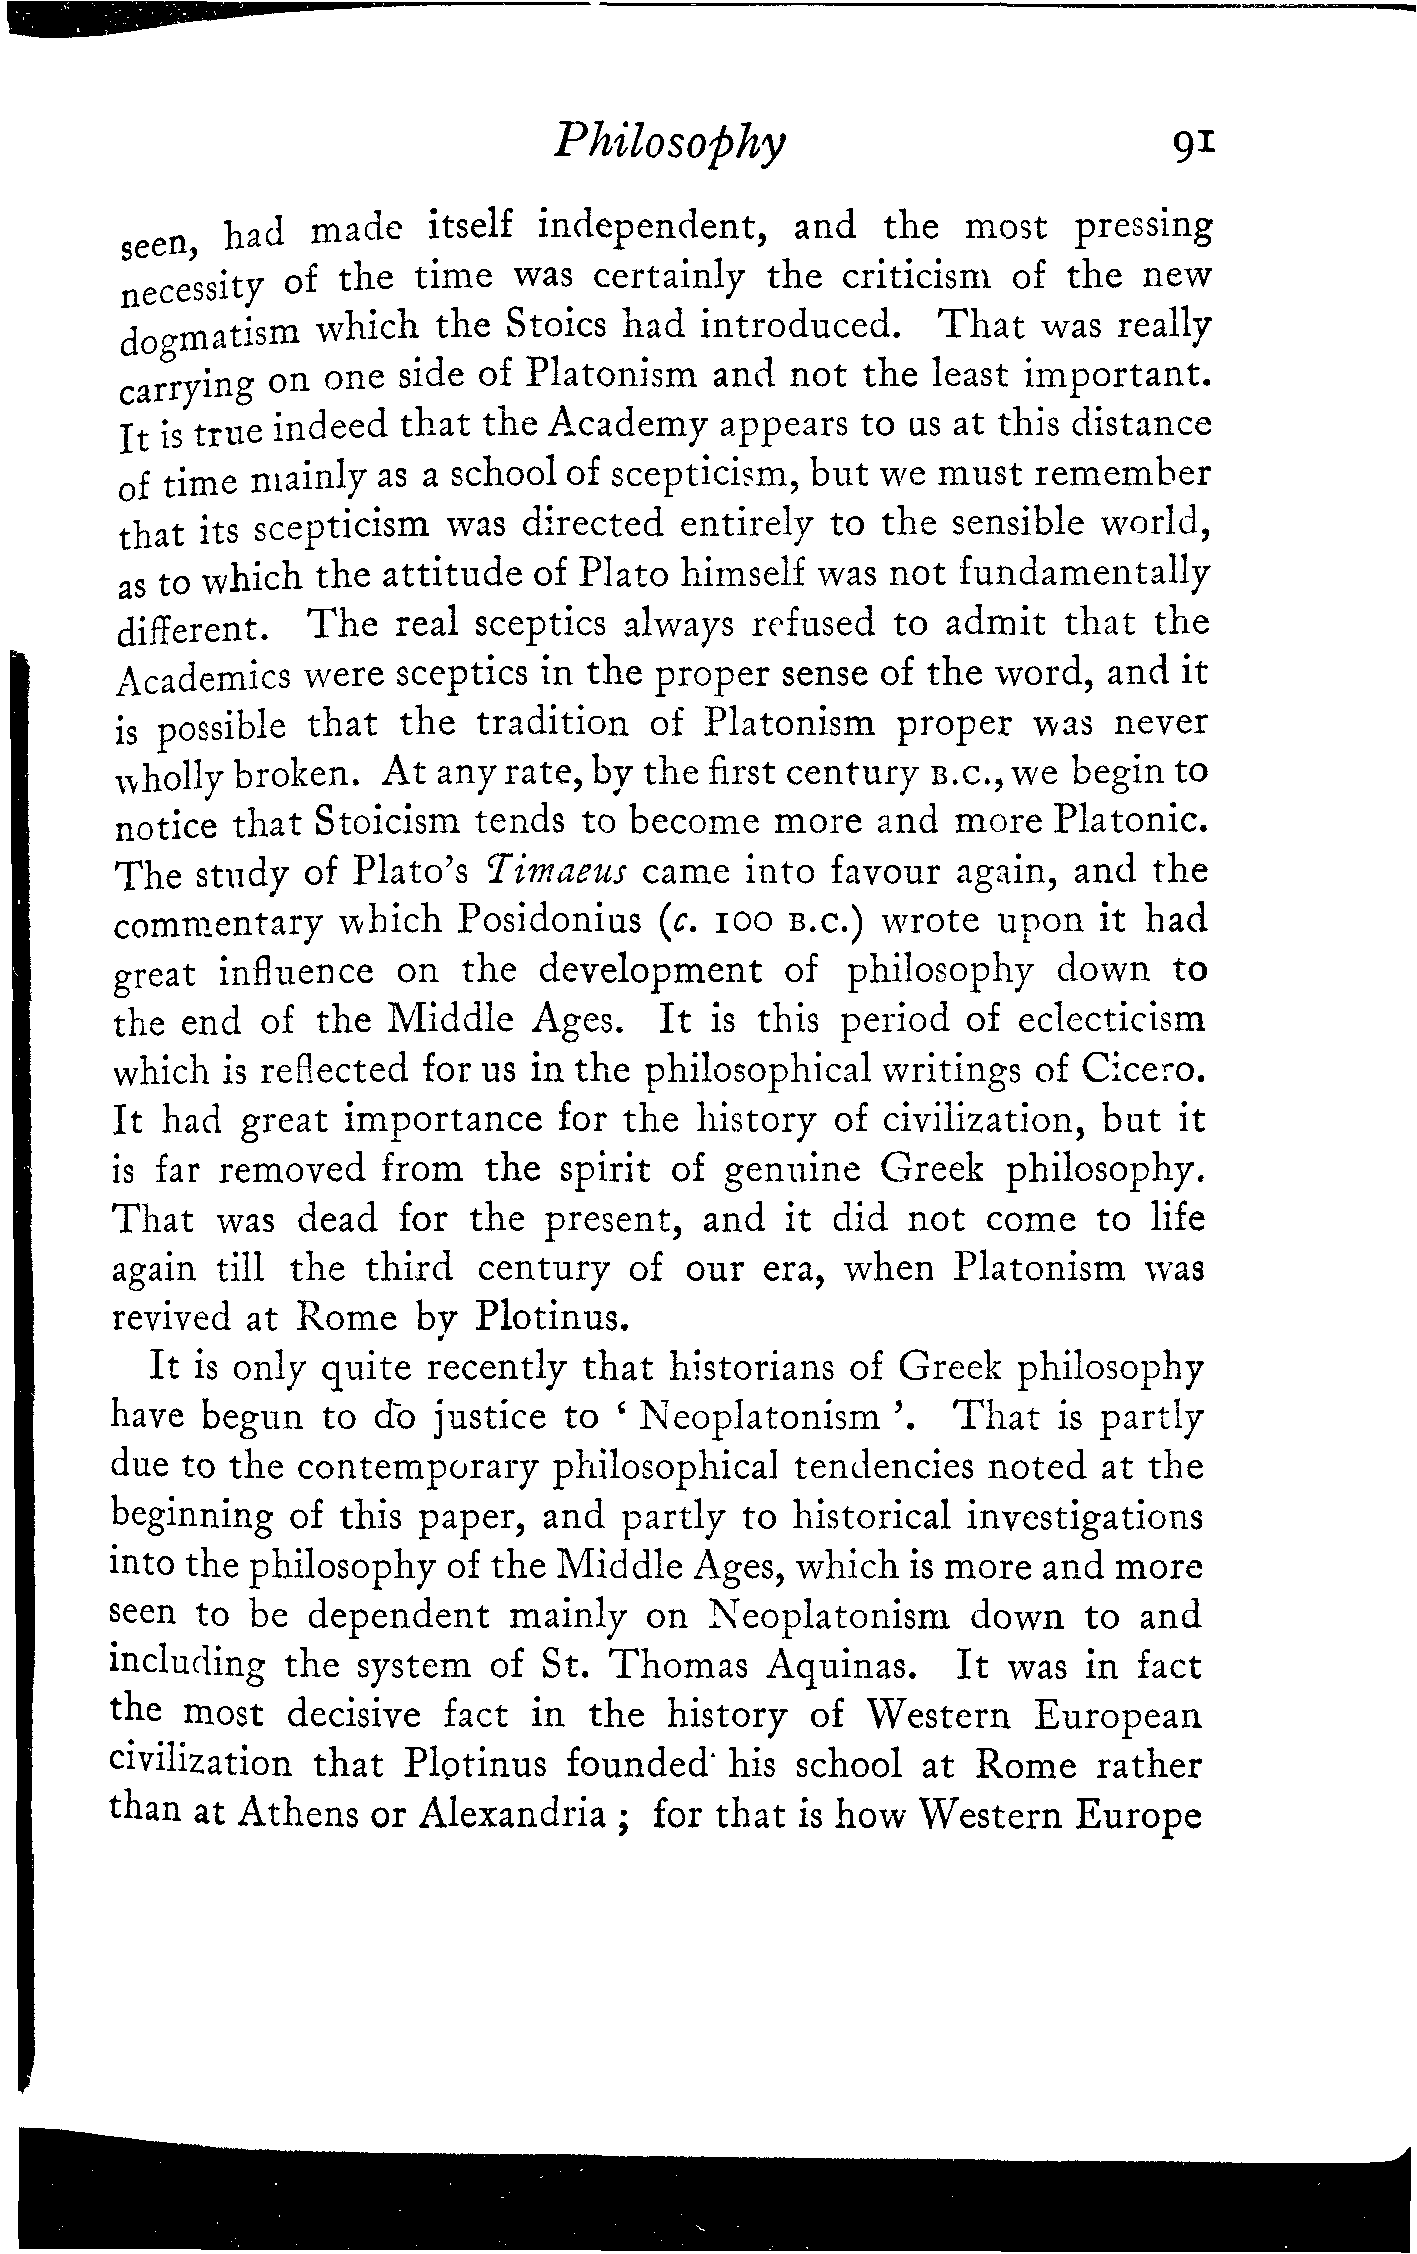 Philosophy 91
seen, had made itself independent, and the most pressing
necessity of the time was certainly the criticism of the new
dogmatism which the Stoics had introduced. That was really
carrying on one side of Platonism and not the least important.
It is true indeed that the Academy appears to us at this distance
of time mainly as a school of scepticism, but we must remember
that its scepticism was directed entirely to the sensible world,
as to which the attitude of Plato himself was not fundamentally
different. The real sceptics always refused to admit that the
Academics were sceptics in the proper sense of the word, and it
is possible that the tradition of Platonism proper was never
wholly broken. At any rate, by the first century B.C., we begin to
notice that Stoicism tends to become more and more Platonic.
The study of Plato's Timaeus came into favour again, and the
commentary which Posidonius (c. 100 B.C.) wrote upon it had
great influence on the development of philosophy down to
the end of the Middle Ages. It is this period of eclecticism
which is reflected for us in the philosophical writings of Cicero.
It had great importance for the history of civilization, but it
is far removed from the spirit of genuine Greek philosophy.
That was dead for the present, and it did not come to life
again till the third century of our era, when Platonism was
revived at Rome by Plotinus.
It is only quite recently that historians of Greek philosophy
have begun to do justice to ‘ Neoplatonism ’. That is partly
due to the contemporary philosophical tendencies noted at the
beginning of this paper, and partly to historical investigations
into the philosophy of the Middle Ages, which is more and more
seen to be dependent mainly on Neoplatonism down to and
including the system of St. Thomas Aquinas. It was in fact
the most decisive fact in the history of Western European
civilization that Plotinus founded his school at Rome rather
than at Athens or Alexandria ; for that is how Western Europe